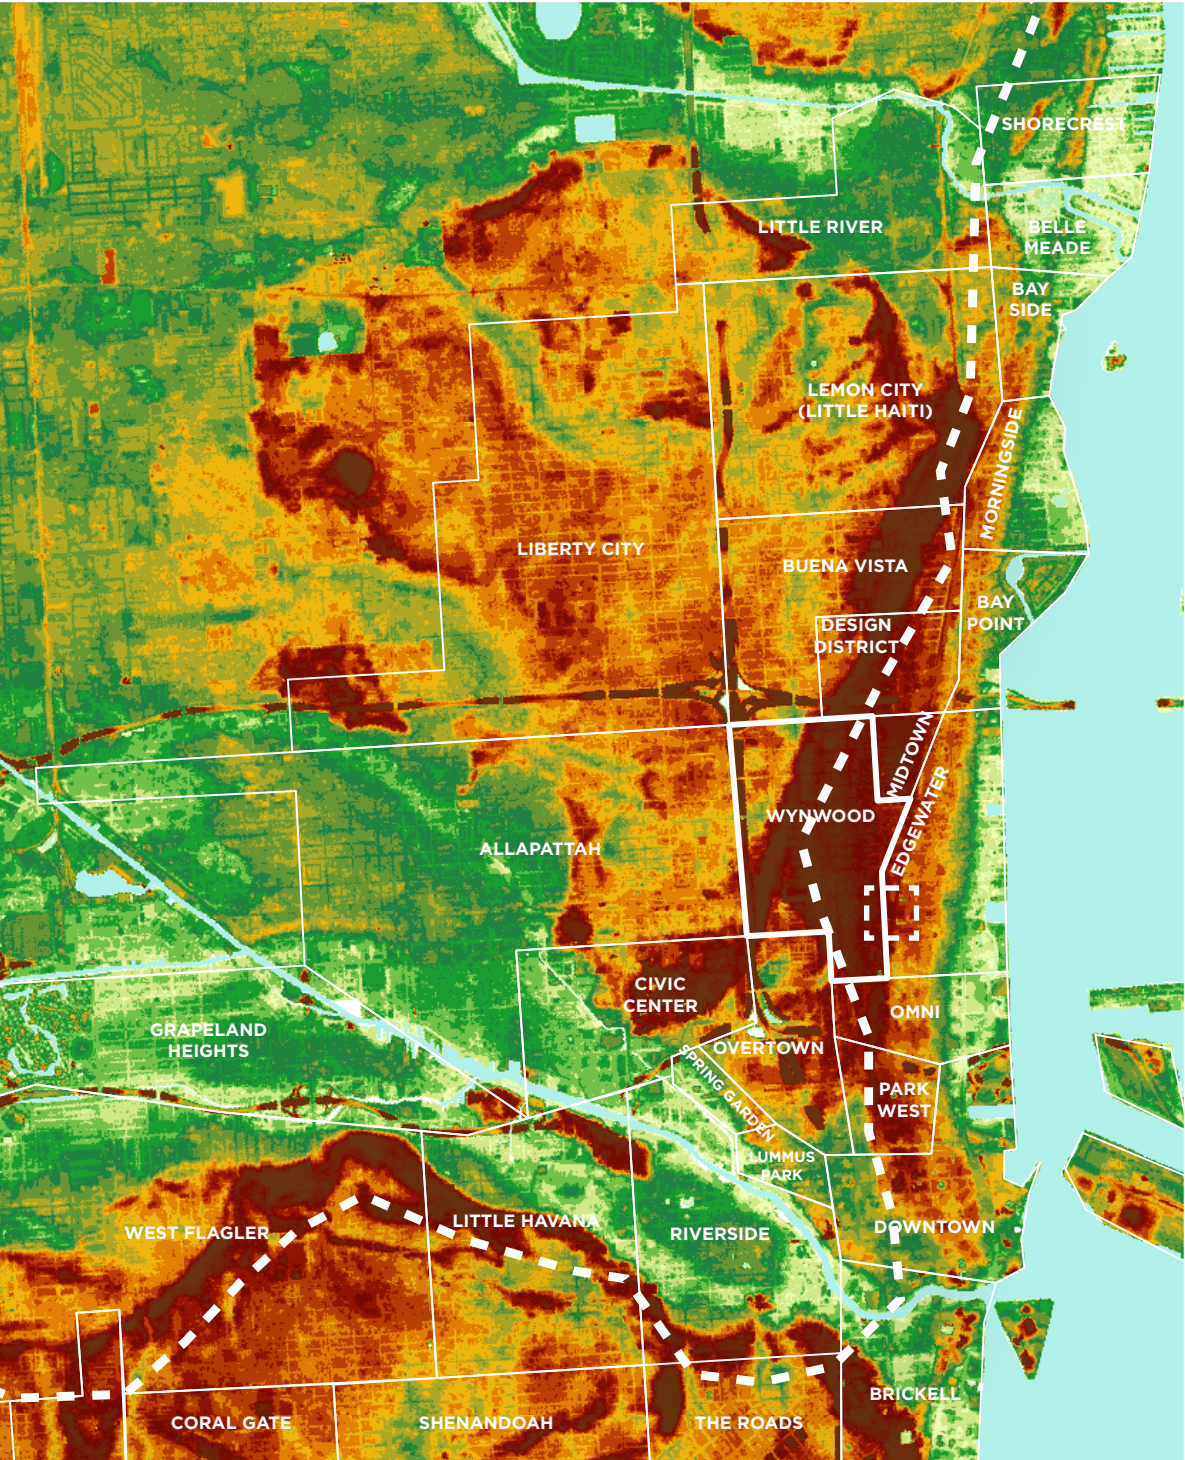 SHORECREST
LITTLE RIVER
BELLE
MEADE
BAY
SIDE
LEMON CITY
(LITTLE HAITI)
MORNINGSIDE
LIBERTY CITY
BUENA VISTA
BAY
POINT
DESIGN
DISTRICT
MIDTOWN
WYNWOOD
EDGEWATER
ALLAPATTAH
CIVIC
CENTER
OMNI
GRAPELAND
HEIGHTS
OVERTOWN
SPRING GARDEN
PARK
WEST
LUMMUS
PARK
WEST FLAGLER
LITTLE HAVANA
RIVERSIDE
DOWNTOWN
BRICKELL
CORAL GATE
SHENANDOAH
THE ROADS